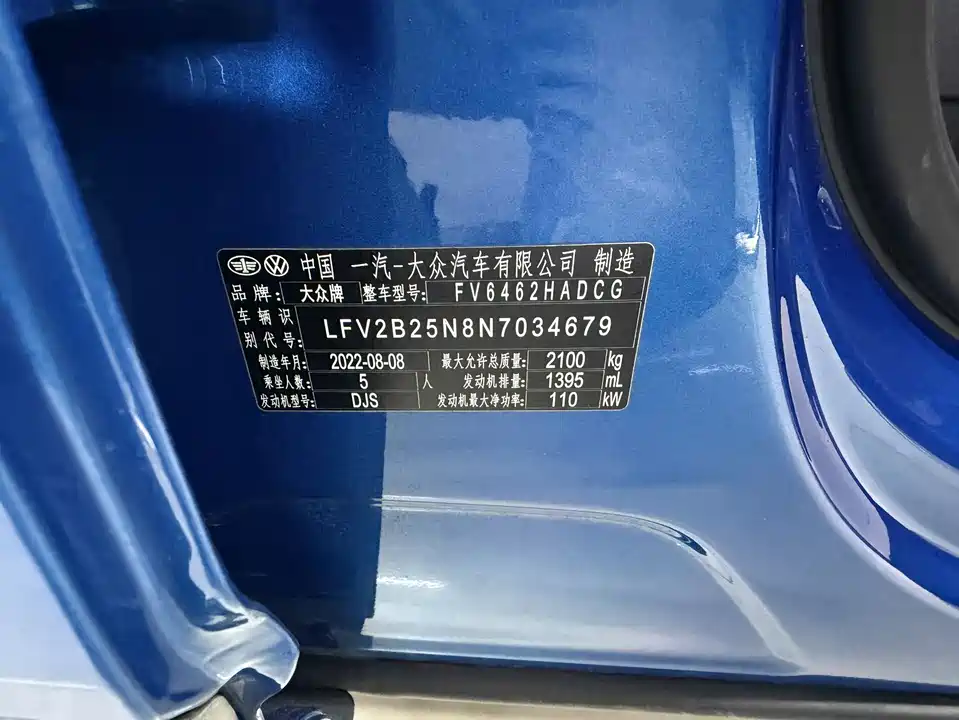 中国 一汽-大众汽车有限公司 制造
品牌: 大众牌 整车型号: FV6462HADCG
车辆识别代号: LFV2B25N8N7034679
制造年月: 2022-08-08 最大允许总质量: 2100 kg
乘坐人数: 5 人 发动机排量: 1395 mL
发动机型号: DJS 发动机最大净功率: 110 kW